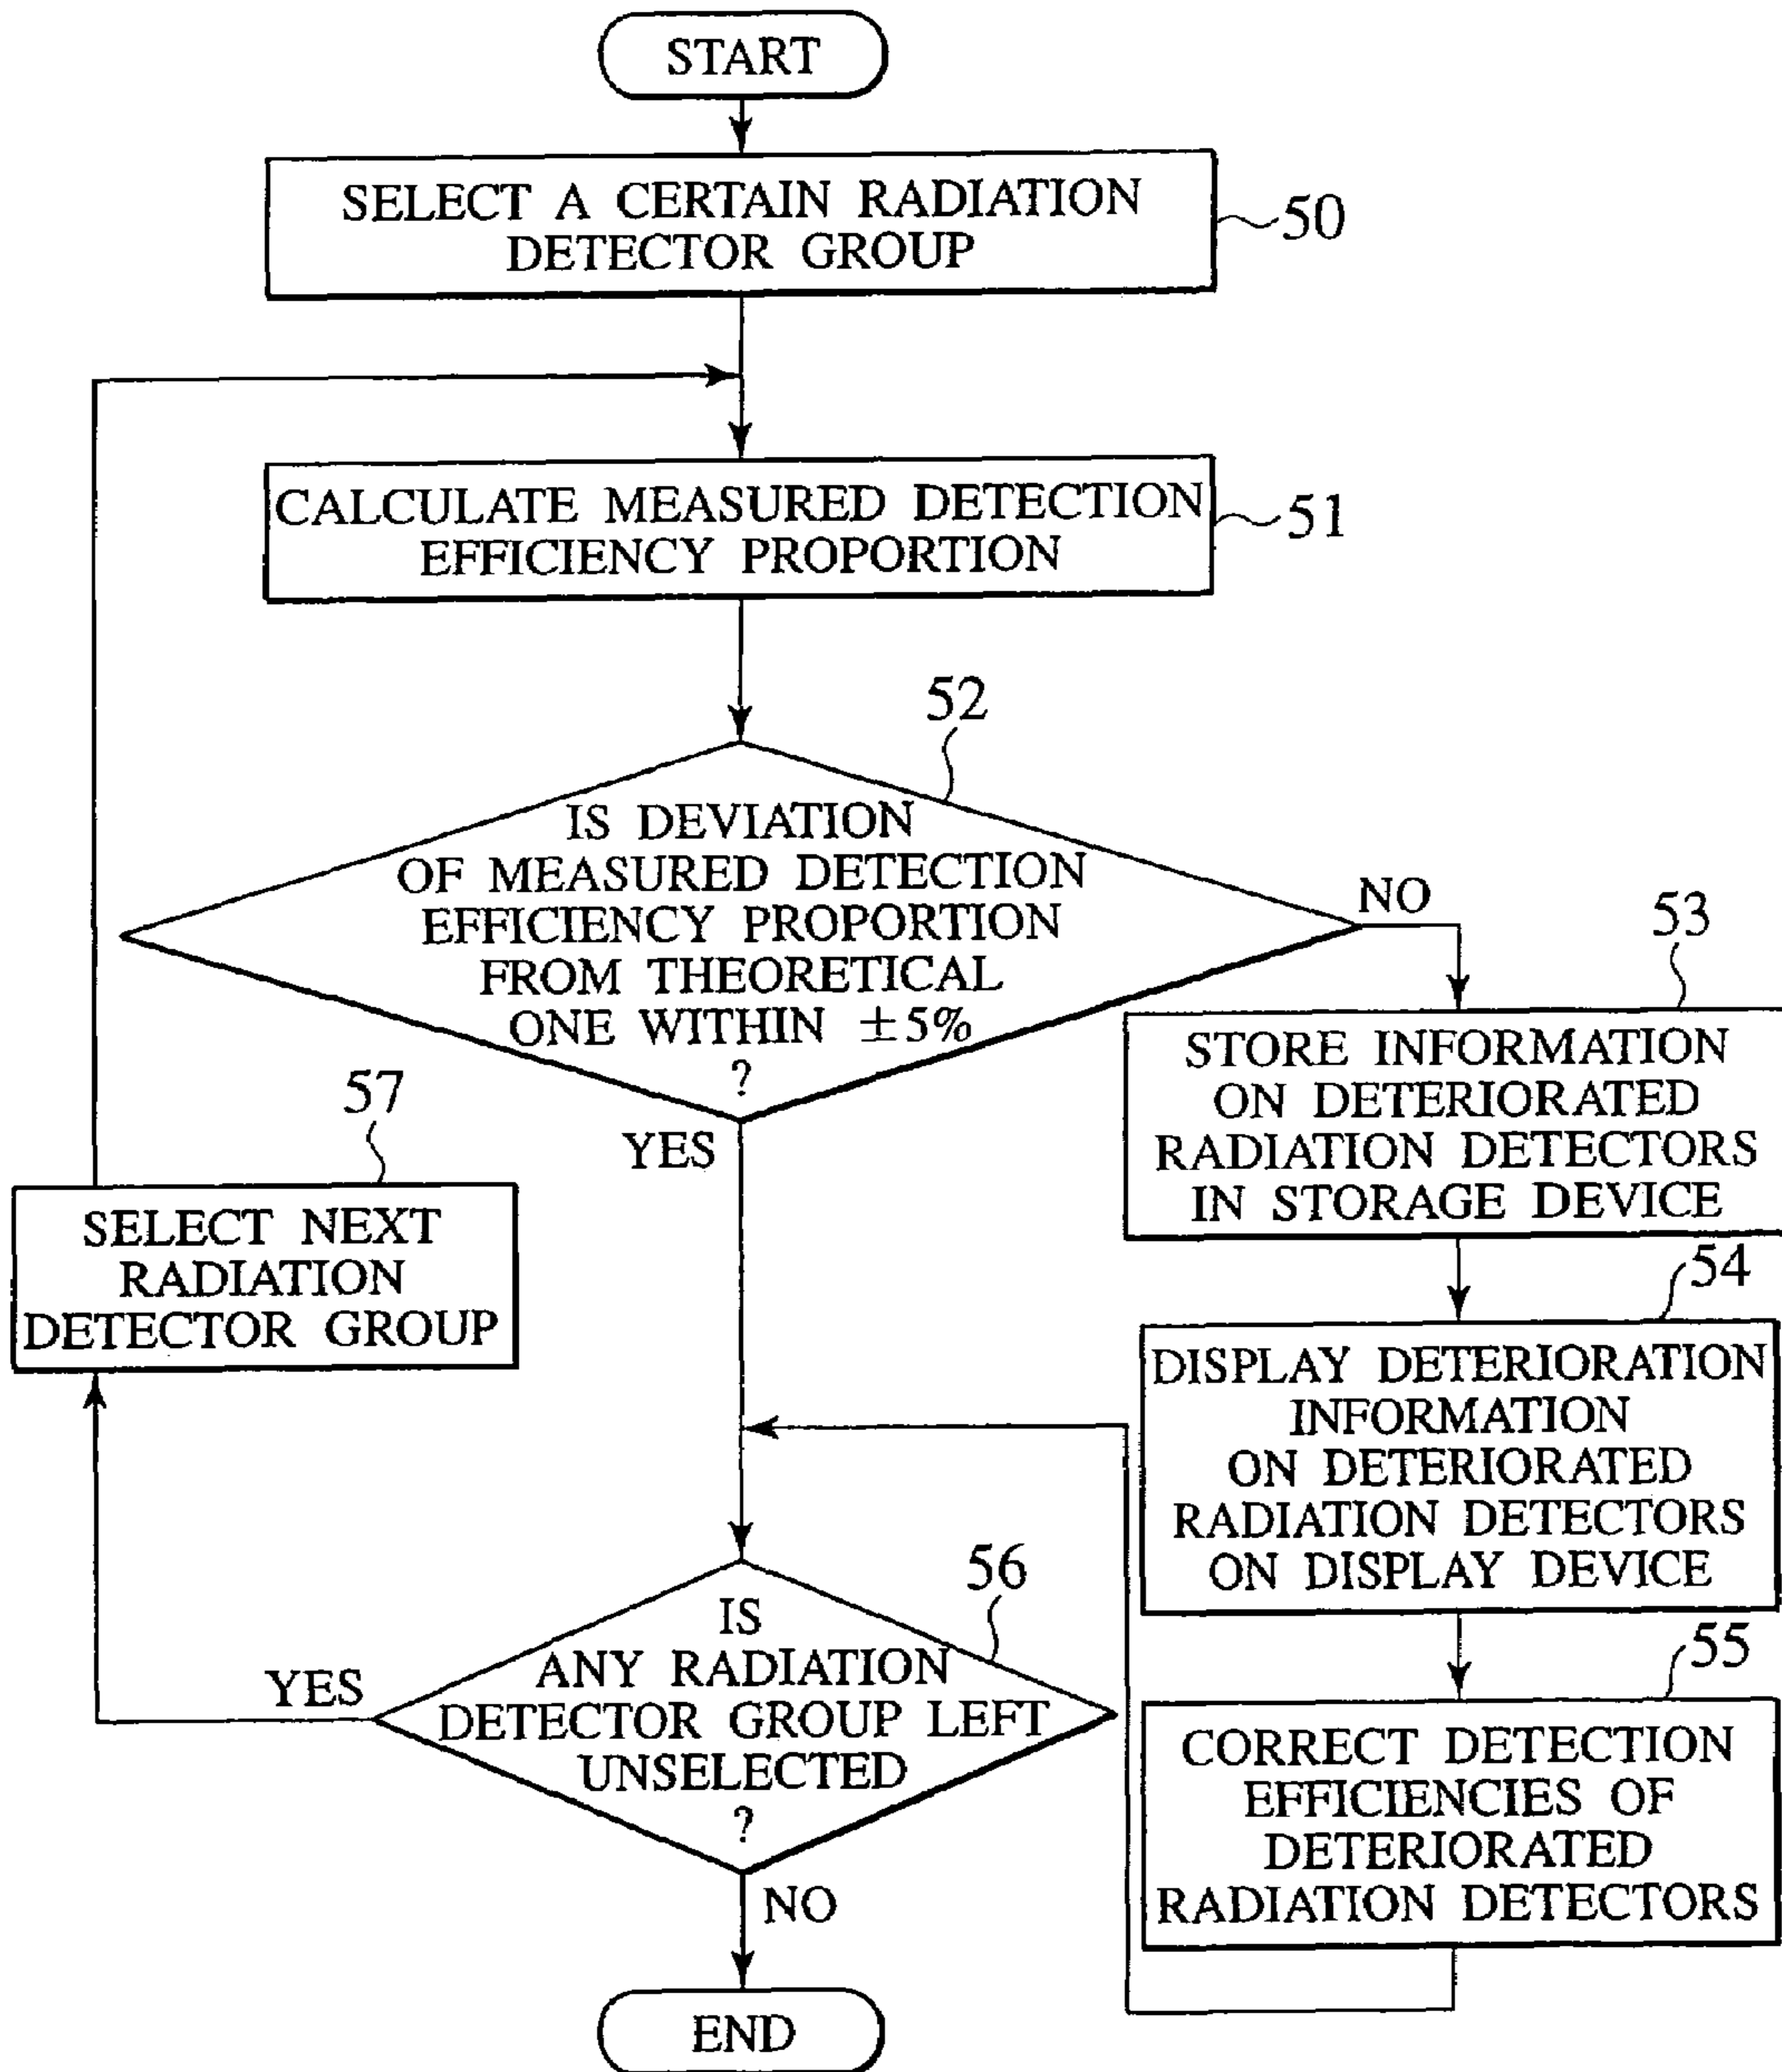 START
SELECT A CERTAIN RADIATION
DETECTOR GROUP
50
CALCULATE MEASURED DETECTION
EFFICIENCY PROPORTION
51
52
IS DEVIATION
OF MEASURED DETECTION
EFFICIENCY PROPORTION
FROM THEORETICAL
ONE WITHIN ±5%
?
NO
YES
53
STORE INFORMATION
ON DETERIORATED
RADIATION DETECTORS
IN STORAGE DEVICE
57
SELECT NEXT
RADIATION
DETECTOR GROUP
54
DISPLAY DETERIORATION
INFORMATION
ON DETERIORATED
RADIATION DETECTORS
ON DISPLAY DEVICE
56
IS
ANY RADIATION
DETECTOR GROUP LEFT
UNSELECTED
?
YES
NO
55
CORRECT DETECTION
EFFICIENCIES OF
DETERIORATED
RADIATION DETECTORS
END